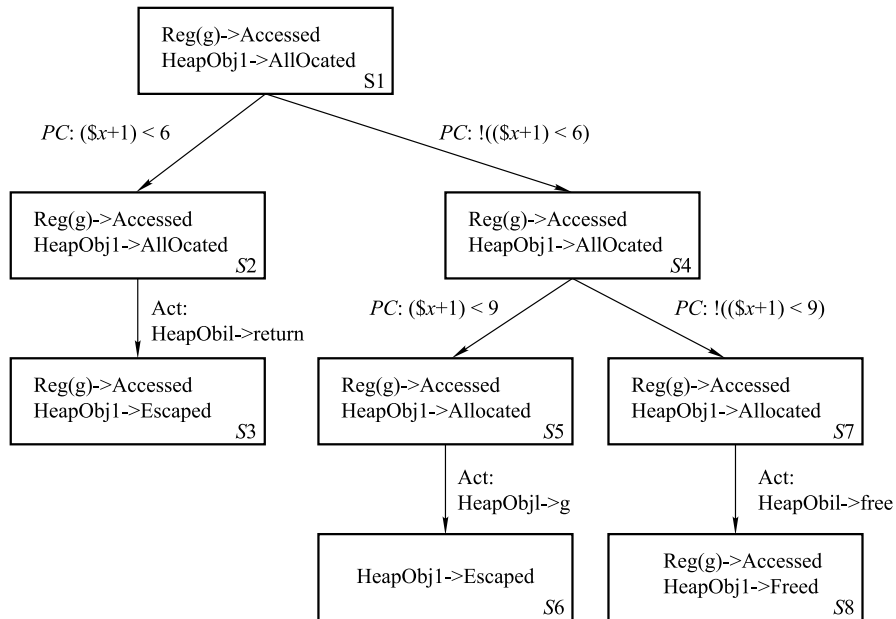 Reg(g)->Accessed
HeapObj1->AllOcated
S1
PC: ($x+1) < 6
PC: !(($x+1) < 6)
Reg(g)->Accessed
HeapObj1->AllOcated
S2
Reg(g)->Accessed
HeapObj1->AllOcated
S4
Act:
HeapObil->return
PC: ($x+1) < 9
PC: !(($x+1) < 9)
Reg(g)->Accessed
HeapObj1->Escaped
S3
Reg(g)->Accessed
HeapObj1->Allocated
S5
Reg(g)->Accessed
HeapObj1->Allocated
S7
Act:
HeapObjl->g
Act:
HeapObil->free
HeapObj1->Escaped
S6
Reg(g)->Accessed
HeapObj1->Freed
S8